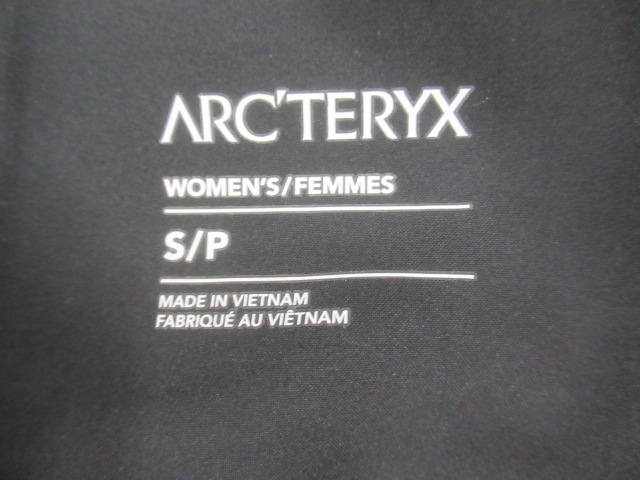 ARC'TERYX
WOMEN'S/FEMMES
S/P
MADE IN VIETNAM
FABRIQUÉ AU VIÊTNAM